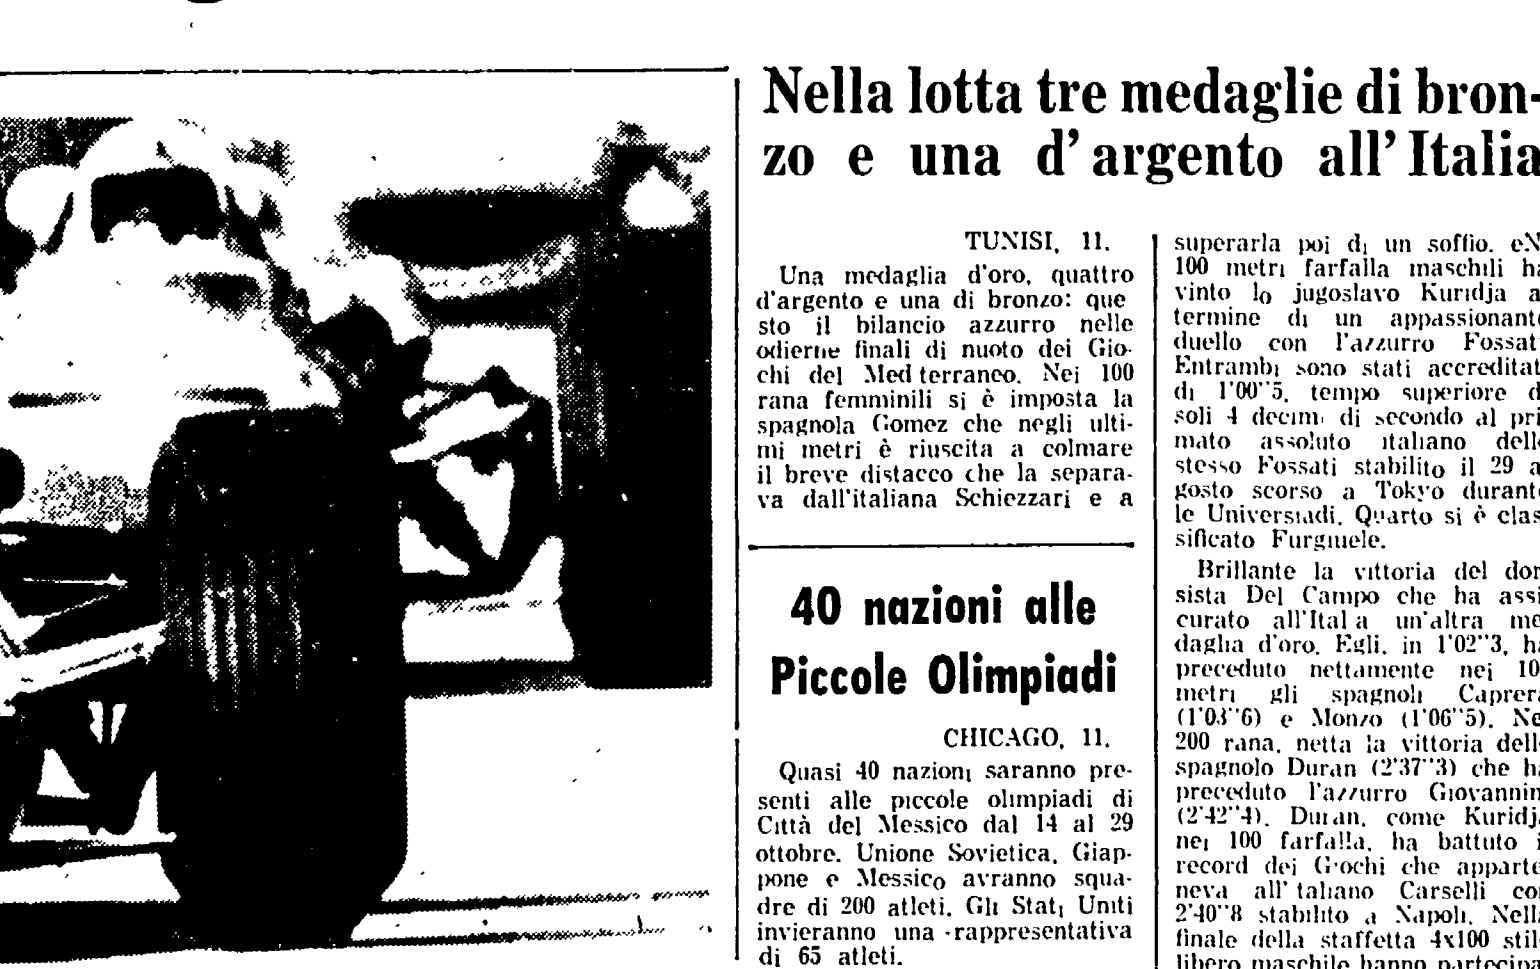 Nella lotta tre medaglie di bron-
zo e una d'argento all'Italia
TUNISI, 11.
Una medaglia d'oro, quattro
d'argento e una di bronzo: que
sto il bilancio azzurro nelle
odierne finali di nuoto dei Gio-
chi del Med terraneo. Nei 100
rana femminili si è imposta la
spagnola Gomez che negli ulti-
mi metri è riuscita a colmare
il breve distacco che la separa-
va dall'italiana Schiezzari e a
superarla poi di un soffio. eN
100 metri farfalla maschili ha
vinto lo jugoslavo Kuridja a
termine di un appassionant
duello con l'azzurro Fossat
Entrambi sono stati accreditat
di 1'00"5, tempo superiore d
soli 4 decimi di secondo al pri
mato assoluto italiano dell
stesso Fossati stabilito il 29 a
gosto scorso a Tokyo durant
le Universiadi. Quarto si è clas
sificato Furgiuele.
Brillante la vittoria del dor
sista Del Campo che ha assi
curato all'Ital a un'altra me
daglia d'oro. Egli, in 1'02"3, ha
preceduto nettamente nei 10
metri gli spagnoli Caprera
(1'03"6) e Monzo (1'06"5). Ne
200 rana, netta la vittoria dell
spagnolo Duran (2'37"3) che ha
preceduto l'azzurro Giovannin
(2'42"4). Duran, come Kuridja
nei 100 farfalla, ha battuto i
record dei Giochi che apparte
neva all' taliano Carselli co
2'40"8 stabilito a Napoli. Nell
finale della staffetta 4x100 stil
libero maschile hanno partecipa
40 nazioni alle
Piccole Olimpiadi
CHICAGO, 11.
Quasi 40 nazioni saranno pre-
senti alle piccole olimpiadi di
Città del Messico dal 14 al 29
ottobre. Unione Sovietica, Giap-
pone e Messico avranno squa-
dre di 200 atleti. Gli Stati Uniti
invieranno una rappresentativa
di 65 atleti.